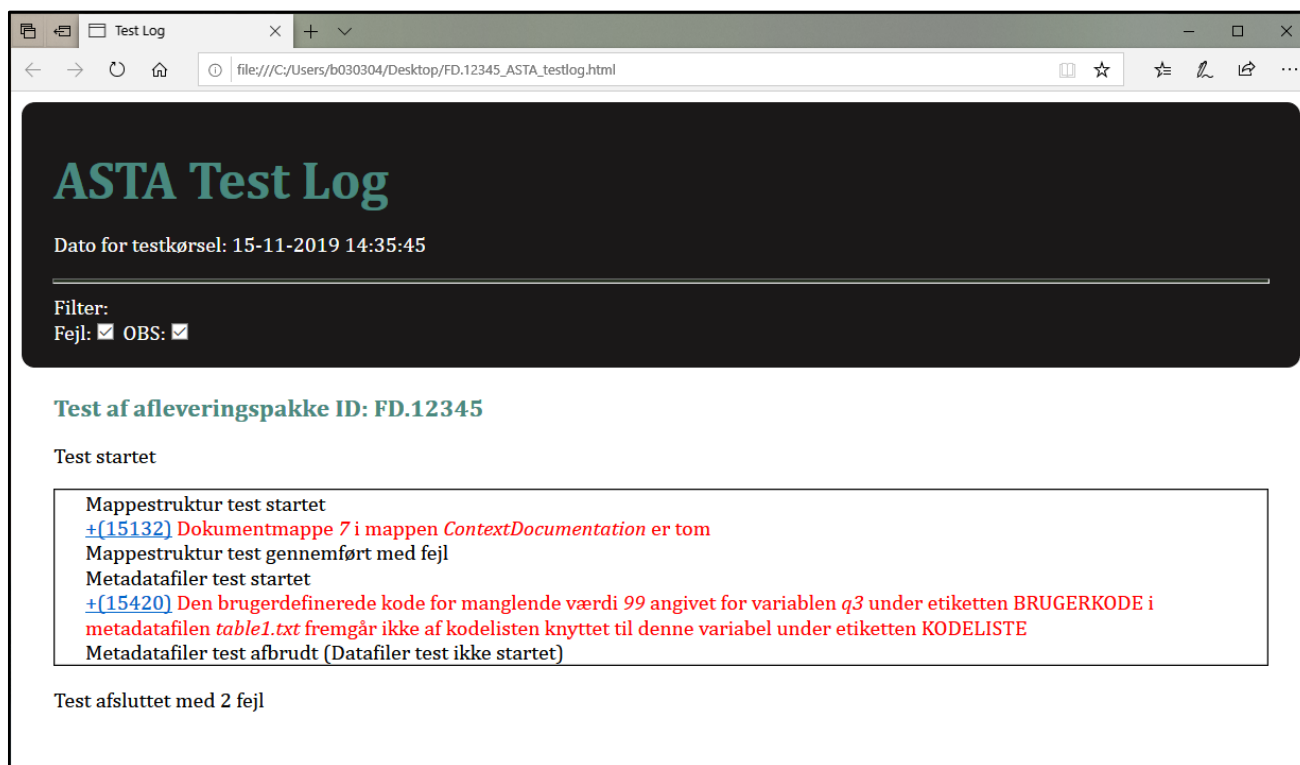 Test Log
file:///C:/Users/b030304/Desktop/FD.12345_ASTA_testlog.html
ASTA Test Log
Dato for testkørsel: 15-11-2019 14:35:45
Filter:
Fejl: OBS:
Test af afleveringspakke ID: FD.12345
Test startet
Mappestruktur test startet
+(15132) Dokumentmappe 7 i mappen ContextDocumentation er tom
Mappestruktur test gennemført med fejl
Metadatafiler test startet
+(15420) Den brugerdefinerede kode for manglende værdi 99 angivet for variablen q3 under etiketten BRUGERKODE i
metadatafilen table1.txt fremgår ikke af kodelisten knyttet til denne variabel under etiketten KODELISTE
Metadatafiler test afbrudt (Datafiler test ikke startet)
Test afsluttet med 2 fejl